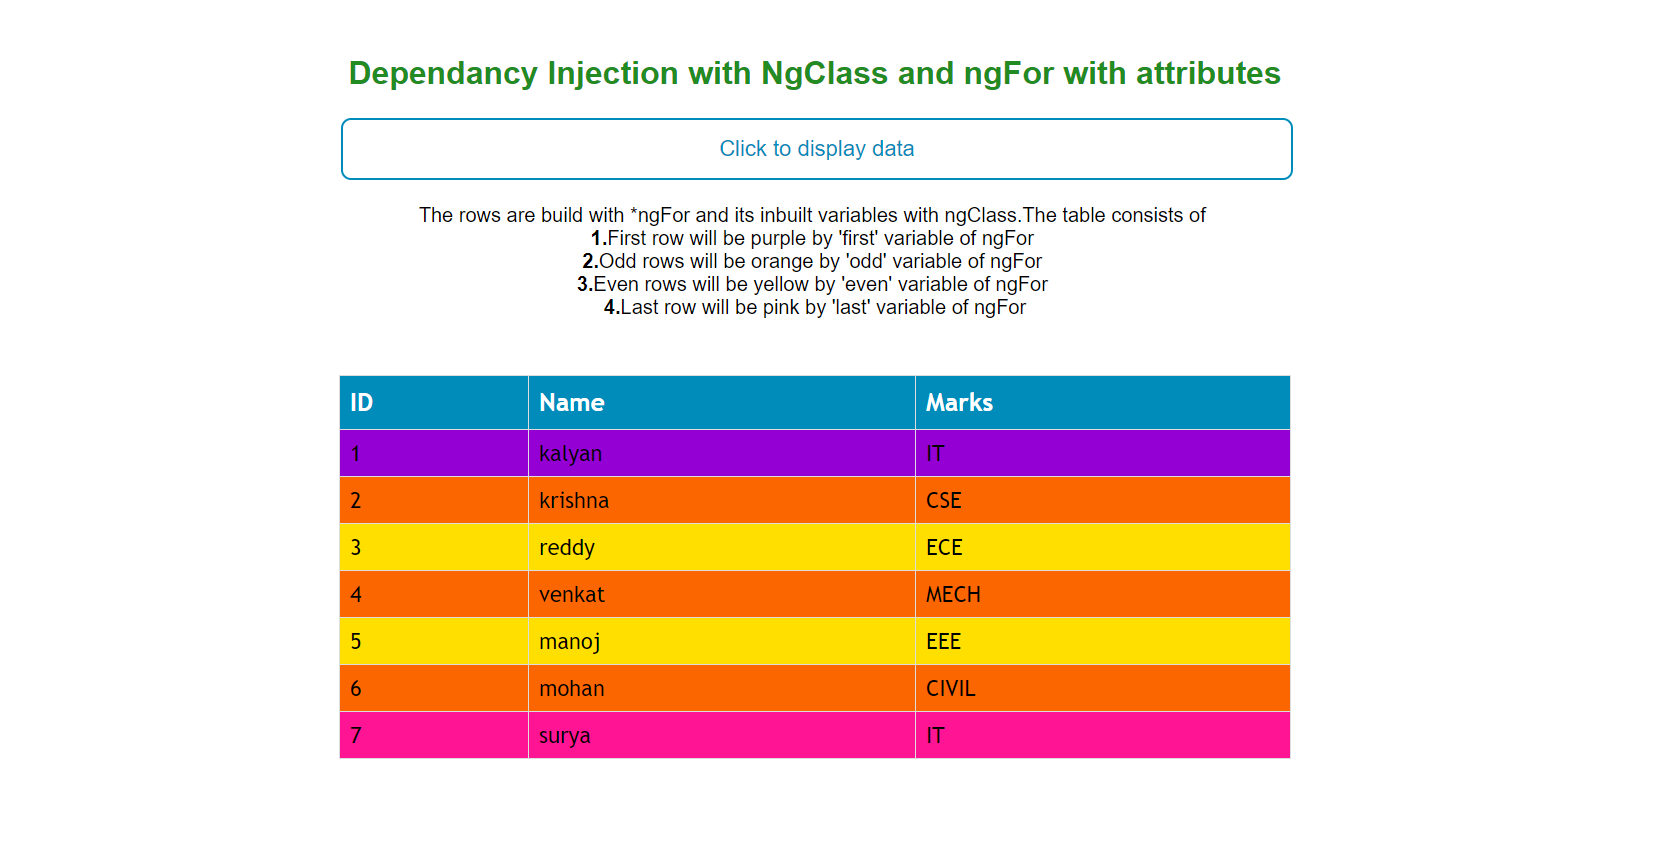 Dependancy Injection with NgClass and ngFor with attributes
Click to display data
The rows are build with *ngFor and its inbuilt variables with ngClass.The table consists of
1.First row will be purple by 'first' variable of ngFor
2.Odd rows will be orange by 'odd' variable of ngFor
3.Even rows will be yellow by 'even' variable of ngFor
4.Last row will be pink by 'last' variable of ngFor
ID Name Marks
1 kalyan IT
2 krishna CSE
3 reddy ECE
4 venkat MECH
5 manoj EEE
6 mohan CIVIL
7 surya IT